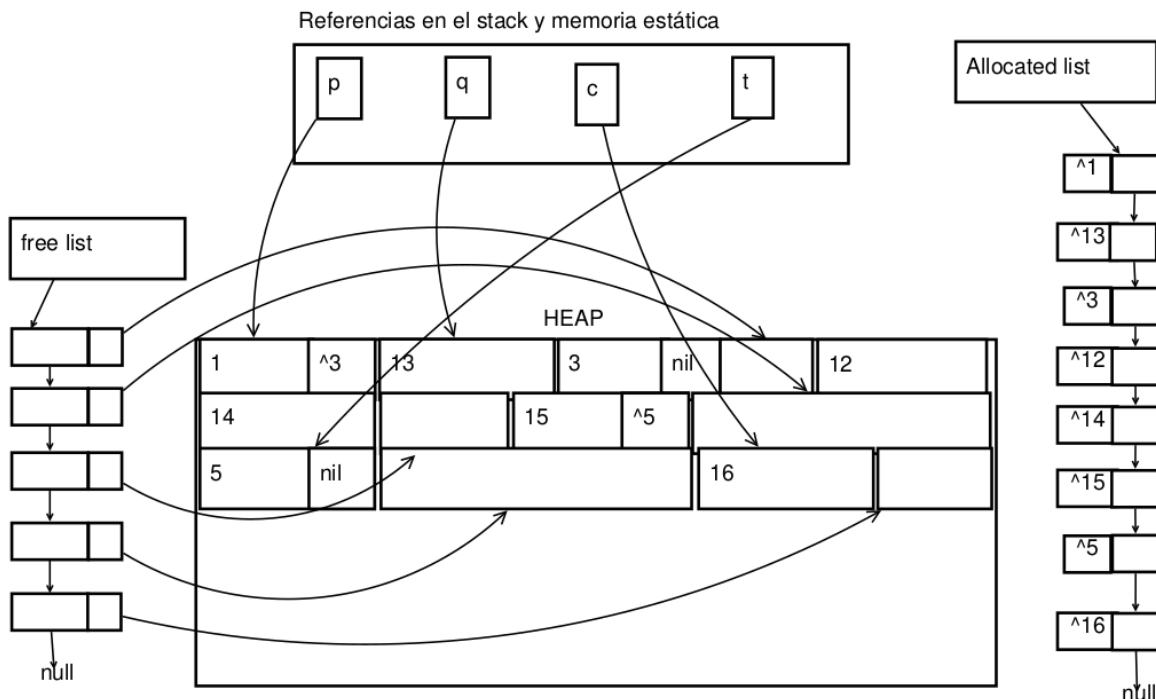 Referencias en el stack y memoria estática
p q c t
Allocated list
free list
HEAP
1 ^3 13 3 nil 12
14 15 ^5
5 nil 16
null
^1
^13
^3
^12
^14
^15
^5
^16
null